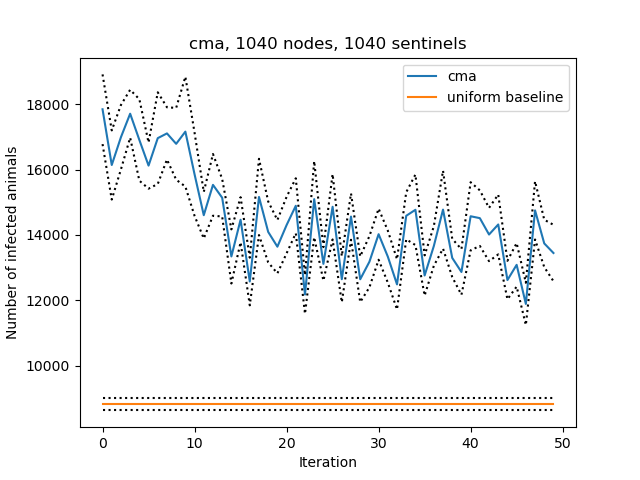 cma, 1040 nodes, 1040 sentinels
cma
uniform baseline
Number of infected animals
18000
16000
14000
12000
10000
0 10 20 30 40 50
Iteration